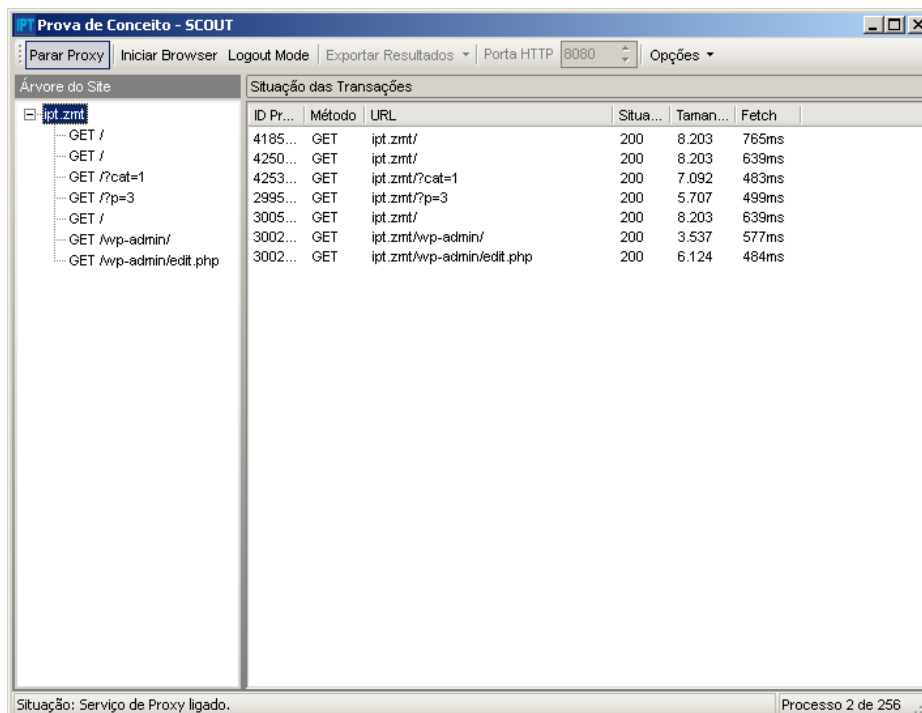 IPT Prova de Conceito - SCOUT
Parar Proxy Iniciar Browser Logout Mode Exportar Resultados Porta HTTP 8080 Opções
Árvore do Site
ipt.zmt
GET /
GET /
GET /?cat=1
GET /?p=3
GET /
GET /wp-admin/
GET /wp-admin/edit.php
Situação das Transações
ID Pr... Método URL Situa... Taman... Fetch
4185... GET ipt.zmt/ 200 8.203 765ms
4250... GET ipt.zmt/ 200 8.203 639ms
4253... GET ipt.zmt/?cat=1 200 7.092 483ms
2995... GET ipt.zmt/?p=3 200 5.707 499ms
3005... GET ipt.zmt/ 200 8.203 639ms
3002... GET ipt.zmt/wp-admin/ 200 3.537 577ms
3002... GET ipt.zmt/wp-admin/edit.php 200 6.124 484ms
Situação: Serviço de Proxy ligado. Processo 2 de 256